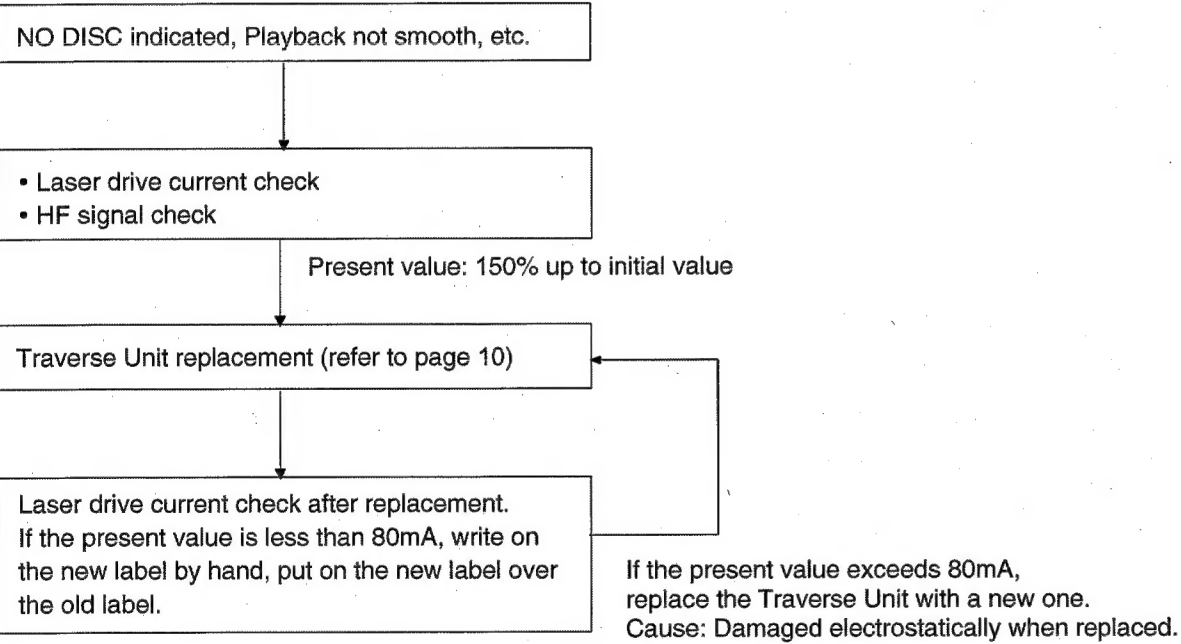 NO DISC indicated, Playback not smooth, etc.
• Laser drive current check
• HF signal check
Present value: 150% up to initial value
Traverse Unit replacement (refer to page 10)
Laser drive current check after replacement.
If the present value is less than 80mA, write on
the new label by hand, put on the new label over
the old label.
If the present value exceeds 80mA,
replace the Traverse Unit with a new one.
Cause: Damaged electrostatically when replaced.